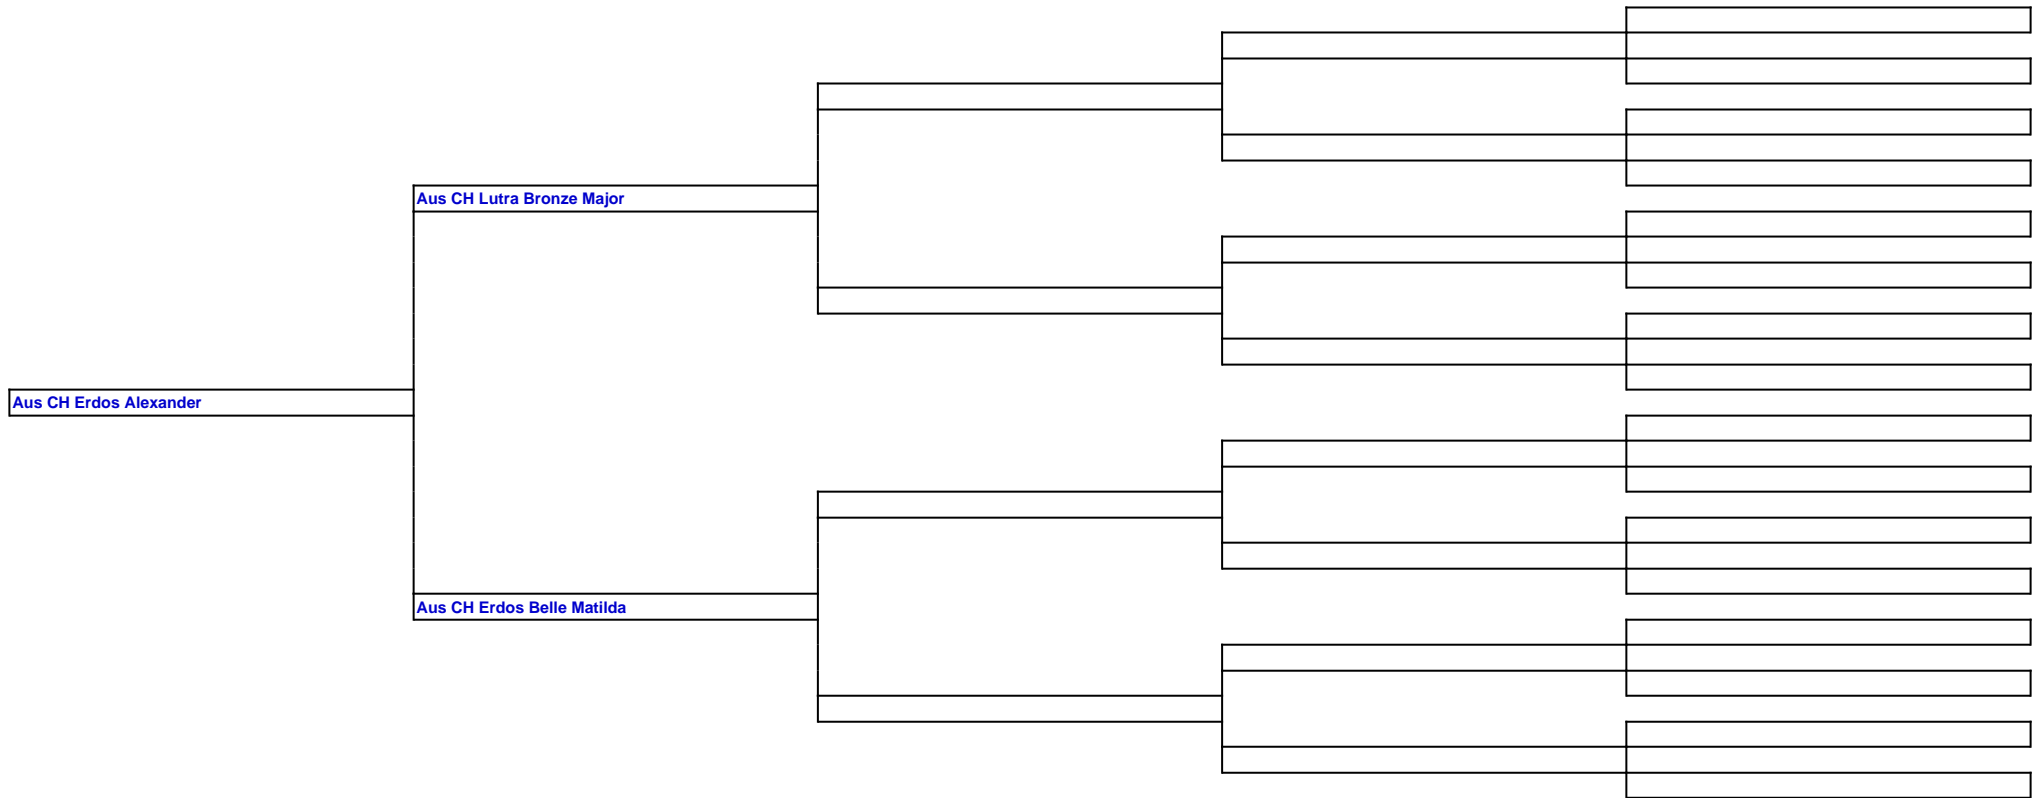 Aus CH Lutra Bronze Major
Aus CH Erdos Alexander
Aus CH Erdos Belle Matilda